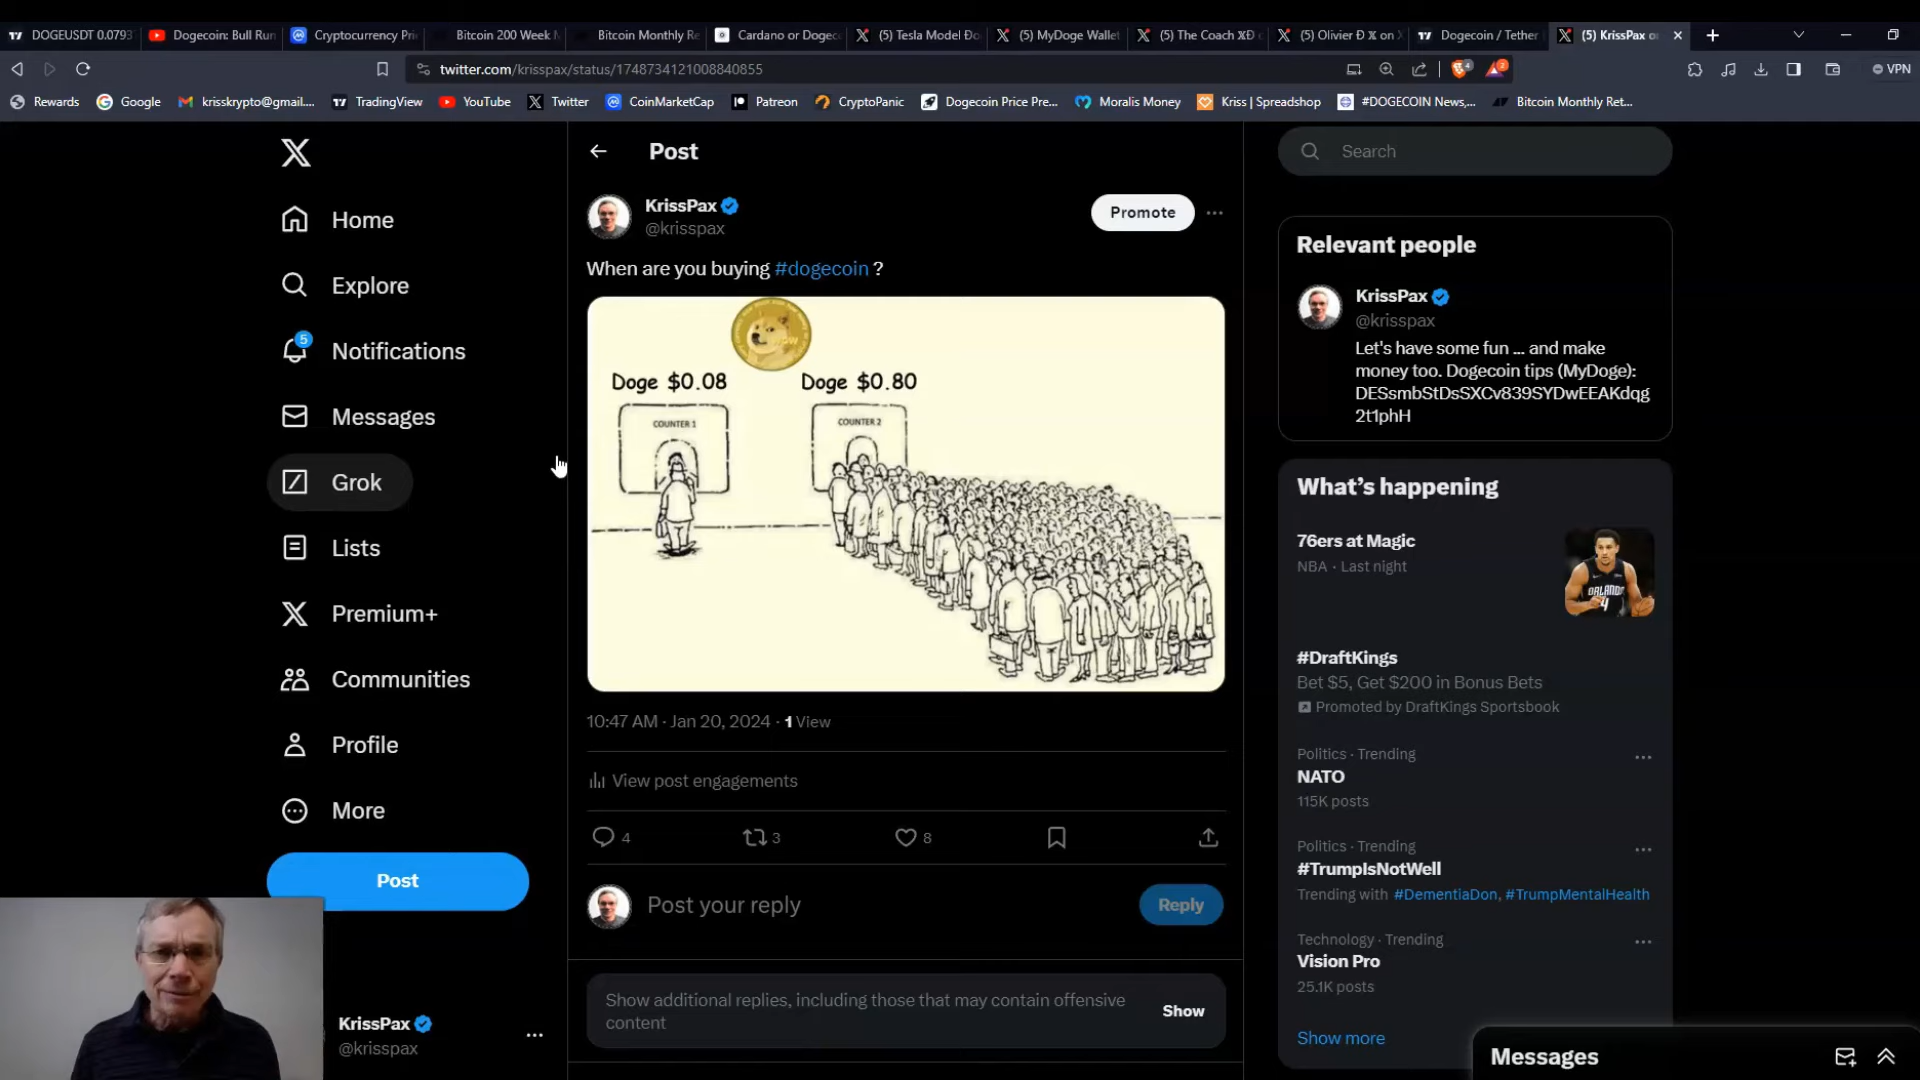 DOGEUSDT 0.0793
Dogecoin: Bull Run
Cryptocurrency Pri
Bitcoin 200 Week M
Bitcoin Monthly Re
Cardano or Dogec
(5) Tesla Model Do
(5) MyDoge Wallet
(5) The Coach XĐ
(5) Olivier Đ X on X
Dogecoin / Tether
(5) KrissPax on
twitter.com/krisspax/status/1748734121008840855
4
2
VPN
Rewards
Google
krisskrypto@gmail....
TradingView
YouTube
Twitter
CoinMarketCap
Patreon
CryptoPanic
Dogecoin Price Pre...
Moralis Money
Kriss | Spreadshop
#DOGECOIN News,...
Bitcoin Monthly Ret...
Home
Explore
5
Notifications
Messages
Grok
Lists
Premium+
Communities
Profile
More
Post
KrissPax
@krisspax
Post
KrissPax
@krisspax
Promote
When are you buying #dogecoin ?
Doge $0.08
Doge $0.80
COUNTER 1
COUNTER 2
10:47 AM · Jan 20, 2024 · 1 View
View post engagements
4
3
8
Post your reply
Reply
Show additional replies, including those that may contain offensive
content
Show
Search
Relevant people
KrissPax
@krisspax
Let's have some fun ... and make
money too. Dogecoin tips (MyDoge):
DESsmbStDsSXCv839SYDwEEAKdqg
2t1phH
What's happening
76ers at Magic
NBA · Last night
ORLANDO
4
#DraftKings
Bet $5, Get $200 in Bonus Bets
Promoted by DraftKings Sportsbook
Politics · Trending
NATO
115K posts
Politics · Trending
#TrumpIsNotWell
Trending with #DementiaDon, #TrumpMentalHealth
Technology · Trending
Vision Pro
25.1K posts
Show more
Messages